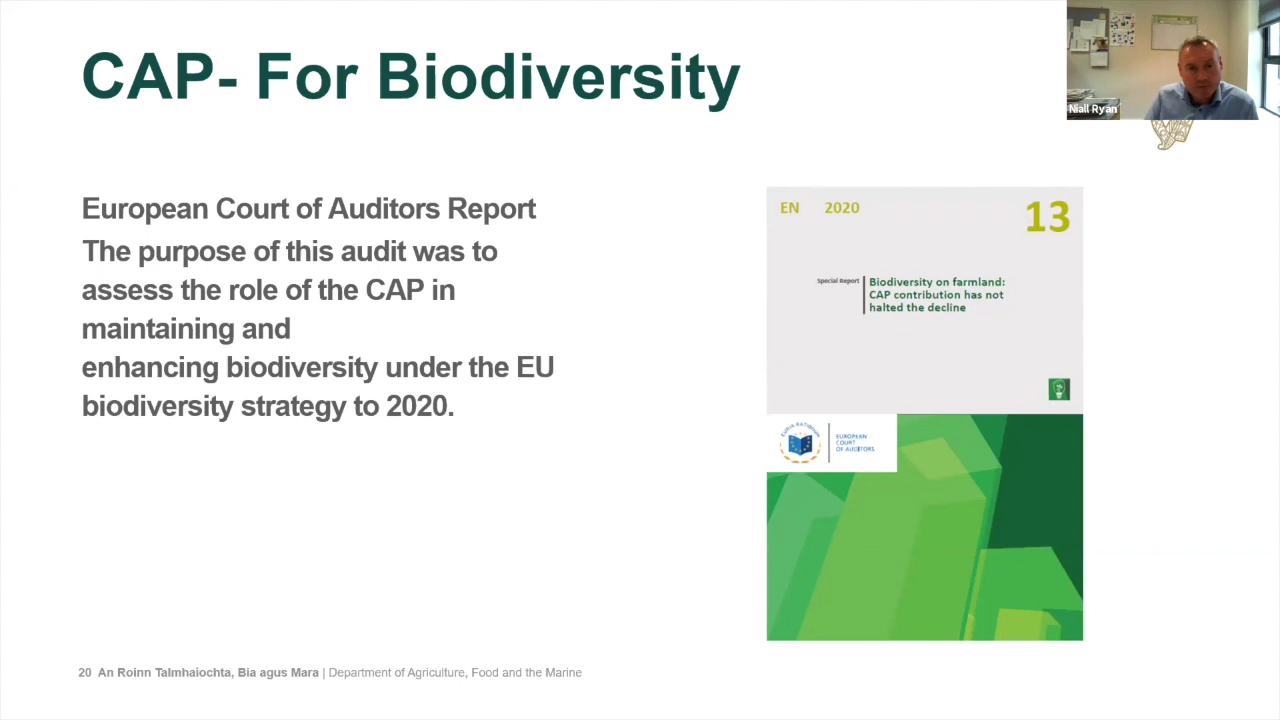 CAP- For Biodiversity
Niall Ryan
European Court of Auditors Report
The purpose of this audit was to
assess the role of the CAP in
maintaining and
enhancing biodiversity under the EU
biodiversity strategy to 2020.
EN 2020 13
Special Report
Biodiversity on farmland:
CAP contribution has not
halted the decline
EUROPEAN
COURT
OF AUDITORS
20 An Roinn Talmhaíochta, Bia agus Mara | Department of Agriculture, Food and the Marine